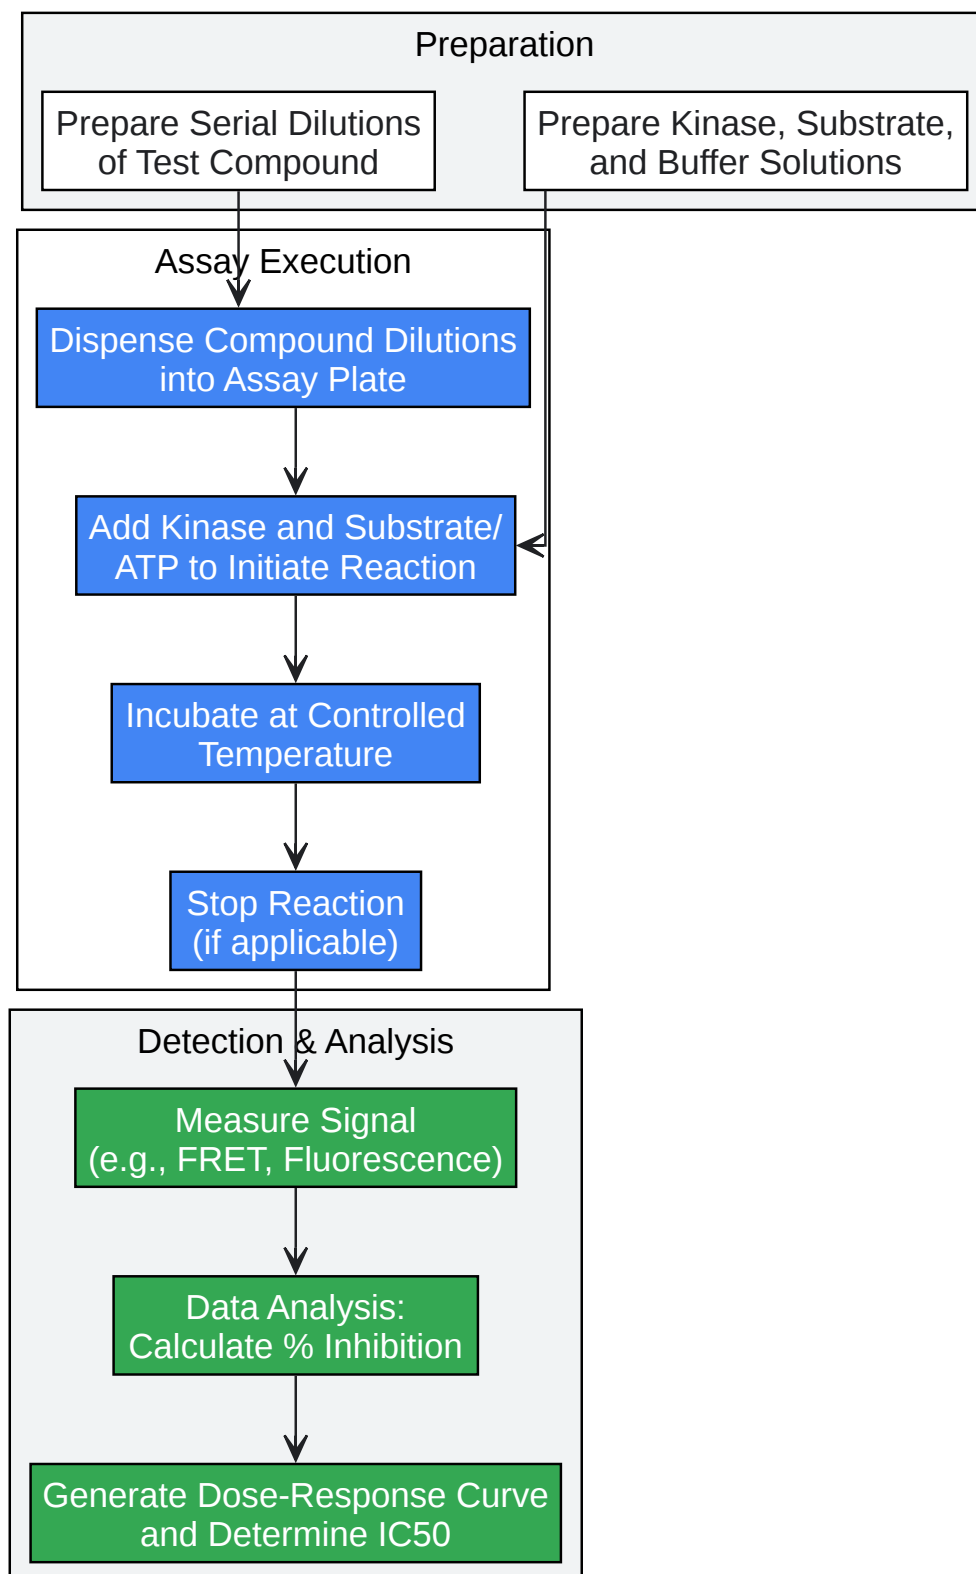 Preparation
Prepare Serial Dilutions
of Test Compound
Prepare Kinase, Substrate,
and Buffer Solutions
Assay Execution
Dispense Compound Dilutions
into Assay Plate
Add Kinase and Substrate/
ATP to Initiate Reaction
Incubate at Controlled
Temperature
Stop Reaction
(if applicable)
Detection & Analysis
Measure Signal
(e.g., FRET, Fluorescence)
Data Analysis:
Calculate % Inhibition
Generate Dose-Response Curve
and Determine IC50